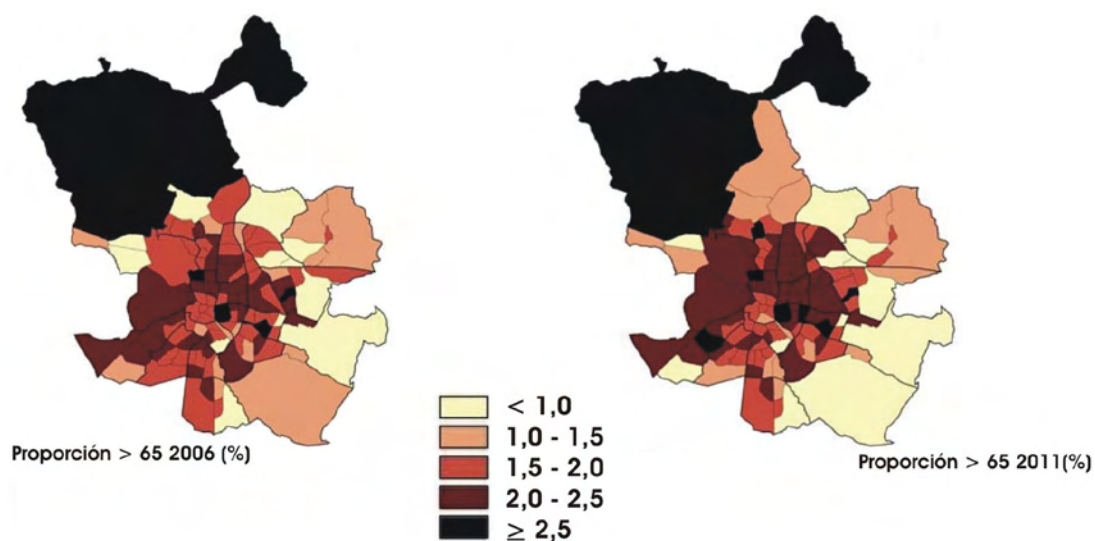 Proporción > 65 2006 (%)
< 1,0
1,0 - 1,5
1,5 - 2,0
2,0 - 2,5
≥ 2,5
Proporción > 65 2011(%)